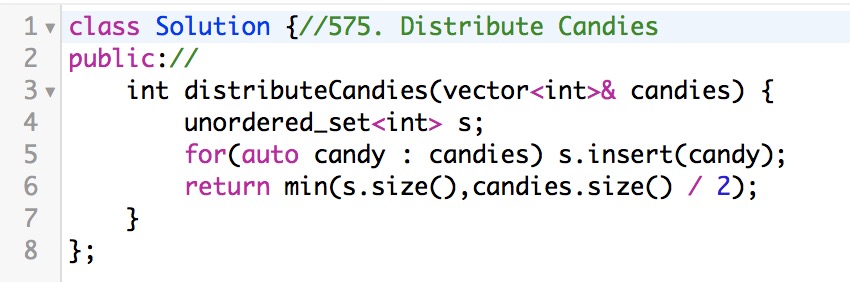 1 class Solution {//575. Distribute Candies
2 public://
3     int distributeCandies(vector<int>& candies) {
4         unordered_set<int> s;
5         for(auto candy : candies) s.insert(candy);
6         return min(s.size(),candies.size() / 2);
7     }
8 };